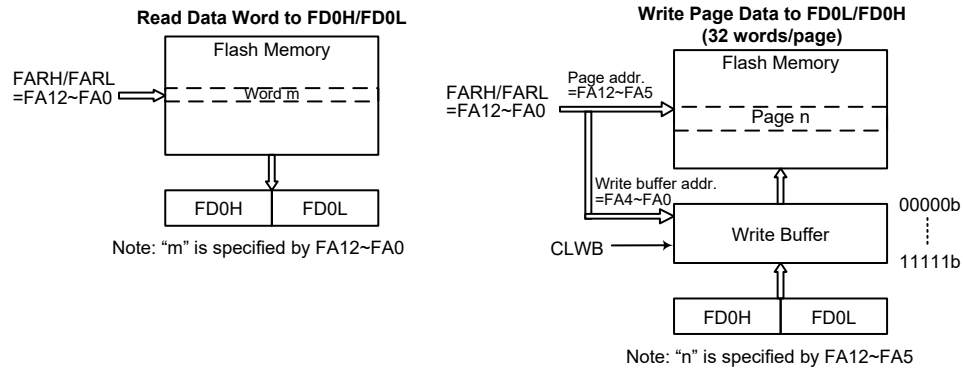 Read Data Word to FD0H/FD0L
Flash Memory
FARH/FARL
=FA12~FA0
Word m
FD0H
FD0L
Note: “m” is specified by FA12~FA0
Write Page Data to FD0L/FD0H
(32 words/page)
Flash Memory
FARH/FARL
=FA12~FA0
Page addr.
=FA12~FA5
Page n
Write buffer addr.
=FA4~FA0
Write Buffer
CLWB
00000b
11111b
FD0H
FD0L
Note: “n” is specified by FA12~FA5